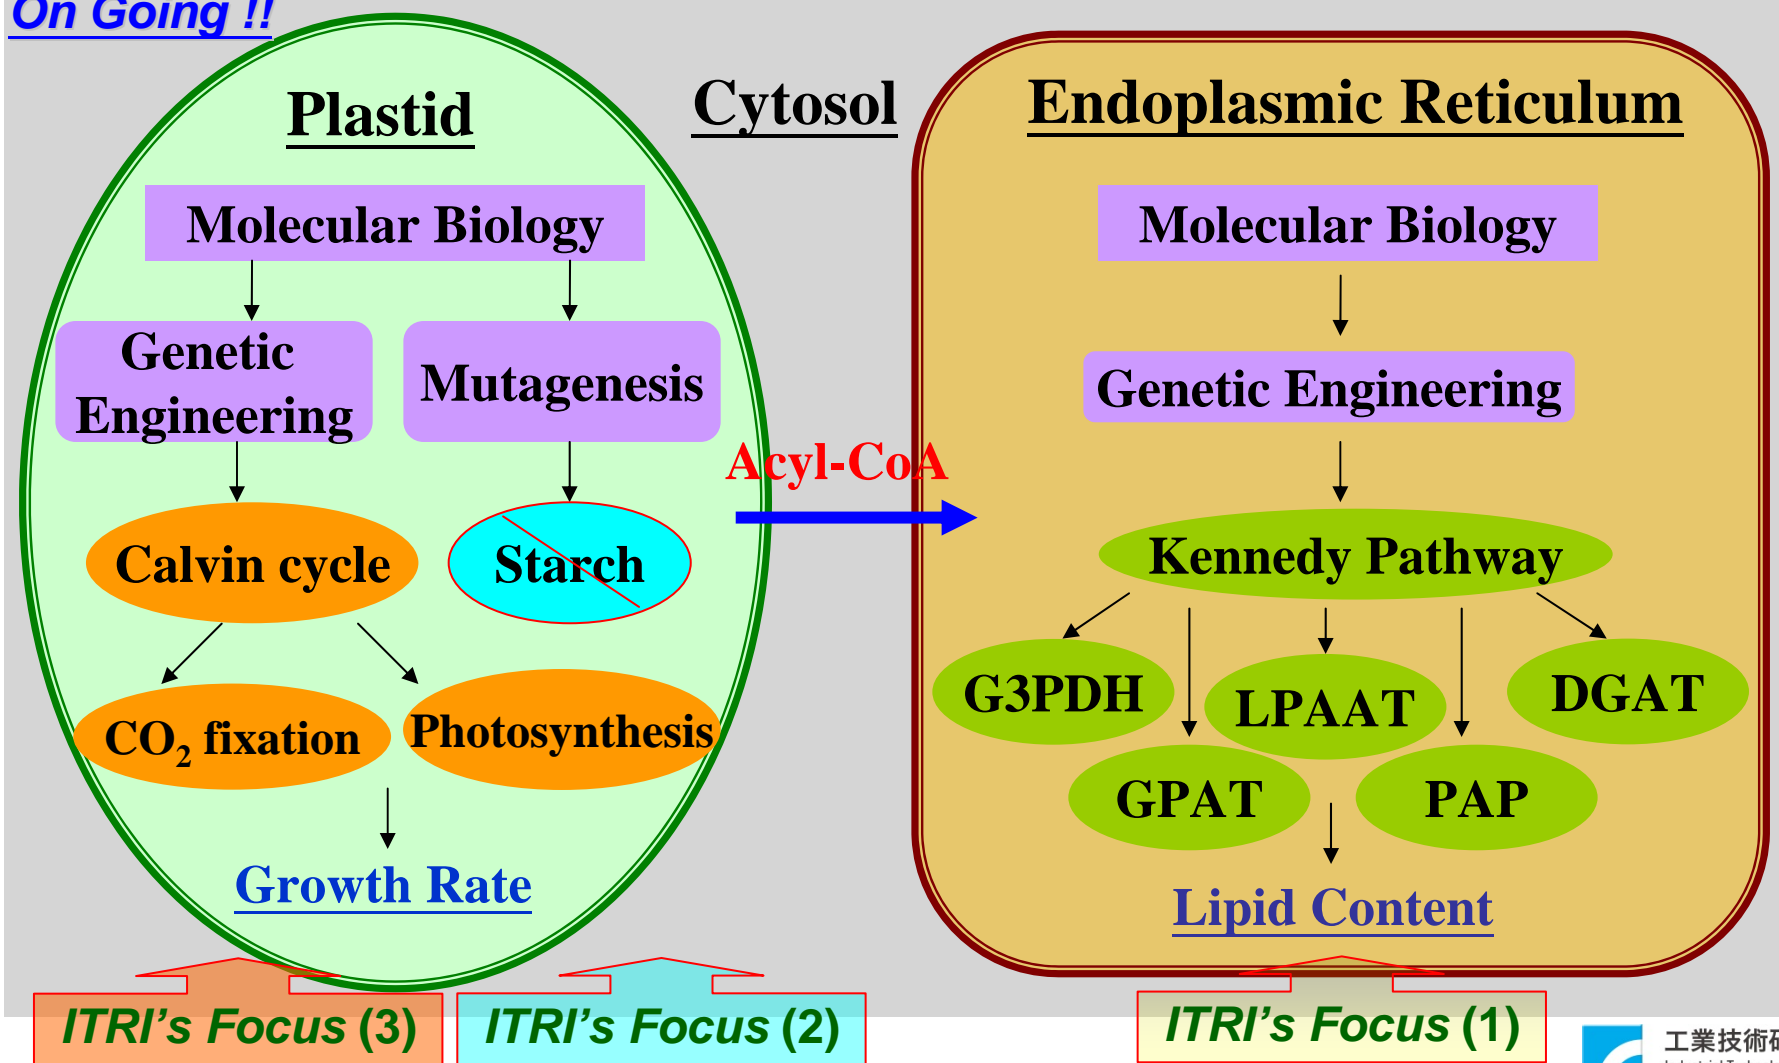 On Going !!
Plastid
Cytosol
Endoplasmic Reticulum
Molecular Biology
Genetic
Engineering
Mutagenesis
Calvin cycle
Starch
CO₂ fixation
Photosynthesis
Growth Rate
Acyl-CoA
Molecular Biology
Genetic Engineering
Kennedy Pathway
G3PDH
LPAAT
DGAT
GPAT
PAP
Lipid Content
ITRI's Focus (3)
ITRI's Focus (2)
ITRI's Focus (1)
工業技術研